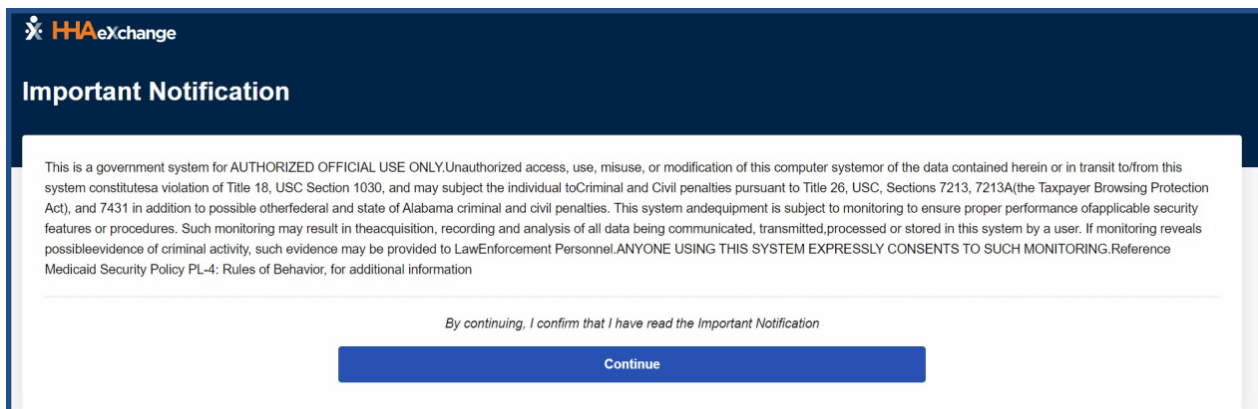 HHAeXchange
Important Notification
This is a government system for AUTHORIZED OFFICIAL USE ONLY.Unauthorized access, use, misuse, or modification of this computer systemor of the data contained herein or in transit to/from this
system constitutesa violation of Title 18, USC Section 1030, and may subject the individual toCriminal and Civil penalties pursuant to Title 26, USC, Sections 7213, 7213A(the Taxpayer Browsing Protection
Act), and 7431 in addition to possible otherfederal and state of Alabama criminal and civil penalties. This system andequipment is subject to monitoring to ensure proper performance ofapplicable security
features or procedures. Such monitoring may result in theacquisition, recording and analysis of all data being communicated, transmitted,processed or stored in this system by a user. If monitoring reveals
possibleevidence of criminal activity, such evidence may be provided to LawEnforcement Personnel.ANYONE USING THIS SYSTEM EXPRESSLY CONSENTS TO SUCH MONITORING.Reference
Medicaid Security Policy PL-4: Rules of Behavior, for additional information
By continuing, I confirm that I have read the Important Notification
Continue